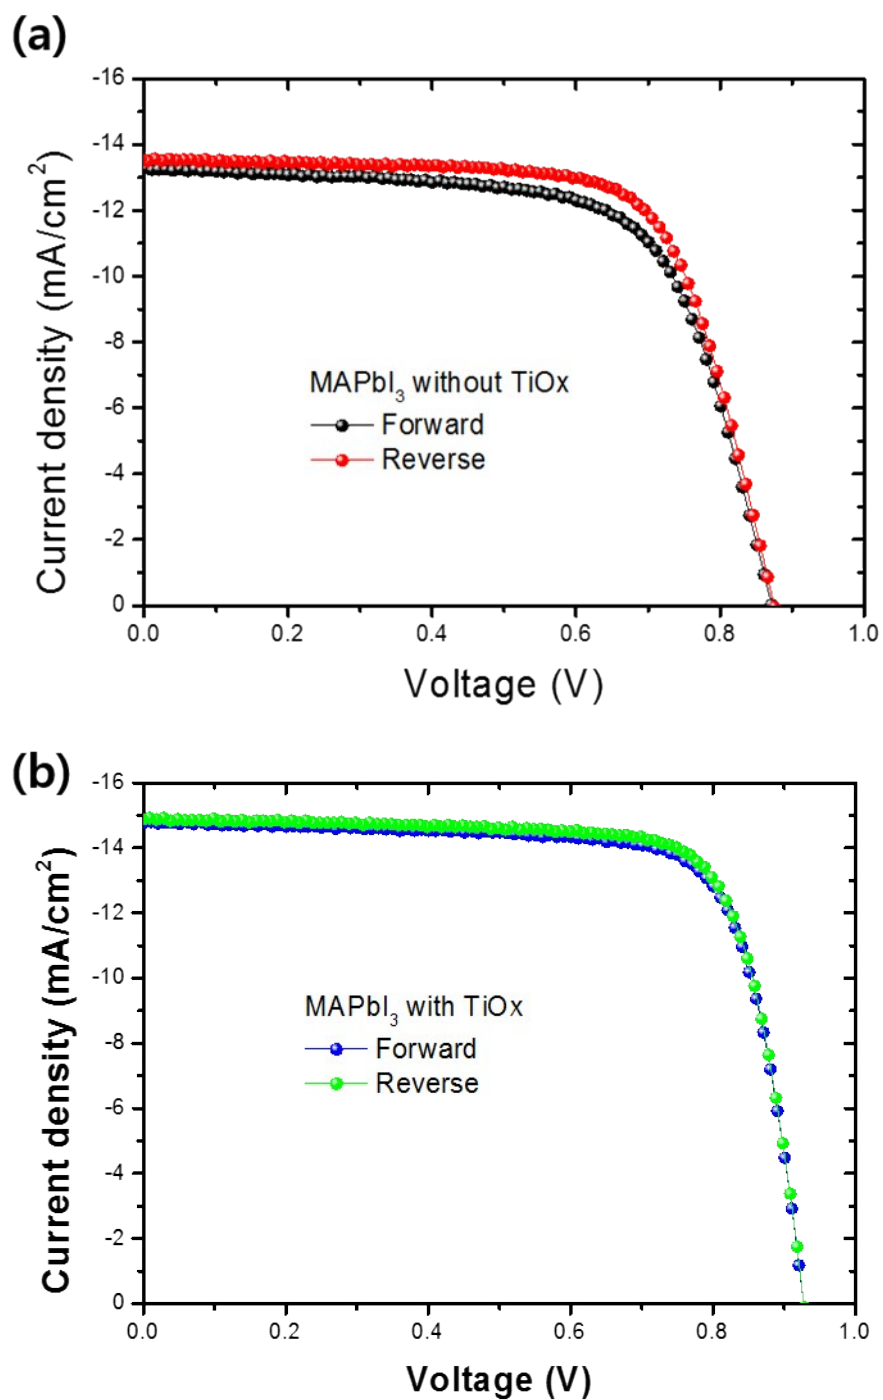 (a)
-16
-14
-12
-10
-8
-6
-4
-2
0
Current density (mA/cm²)
MAPbI₃ without TiOx
Forward
Reverse
0.0 0.2 0.4 0.6 0.8 1.0
Voltage (V)
(b)
-16
-14
-12
-10
-8
-6
-4
-2
0
Current density (mA/cm²)
MAPbI₃ with TiOx
Forward
Reverse
0.0 0.2 0.4 0.6 0.8 1.0
Voltage (V)